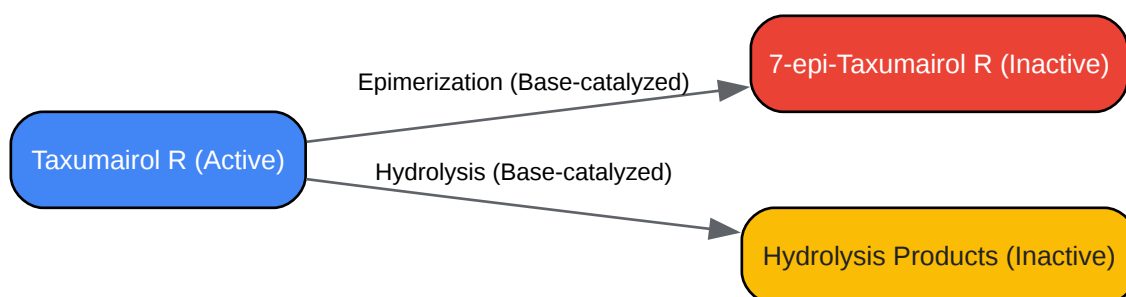 7-epi-Taxumairol R (Inactive)
Epimerization (Base-catalyzed)
Taxumairol R (Active)
Hydrolysis (Base-catalyzed)
Hydrolysis Products (Inactive)